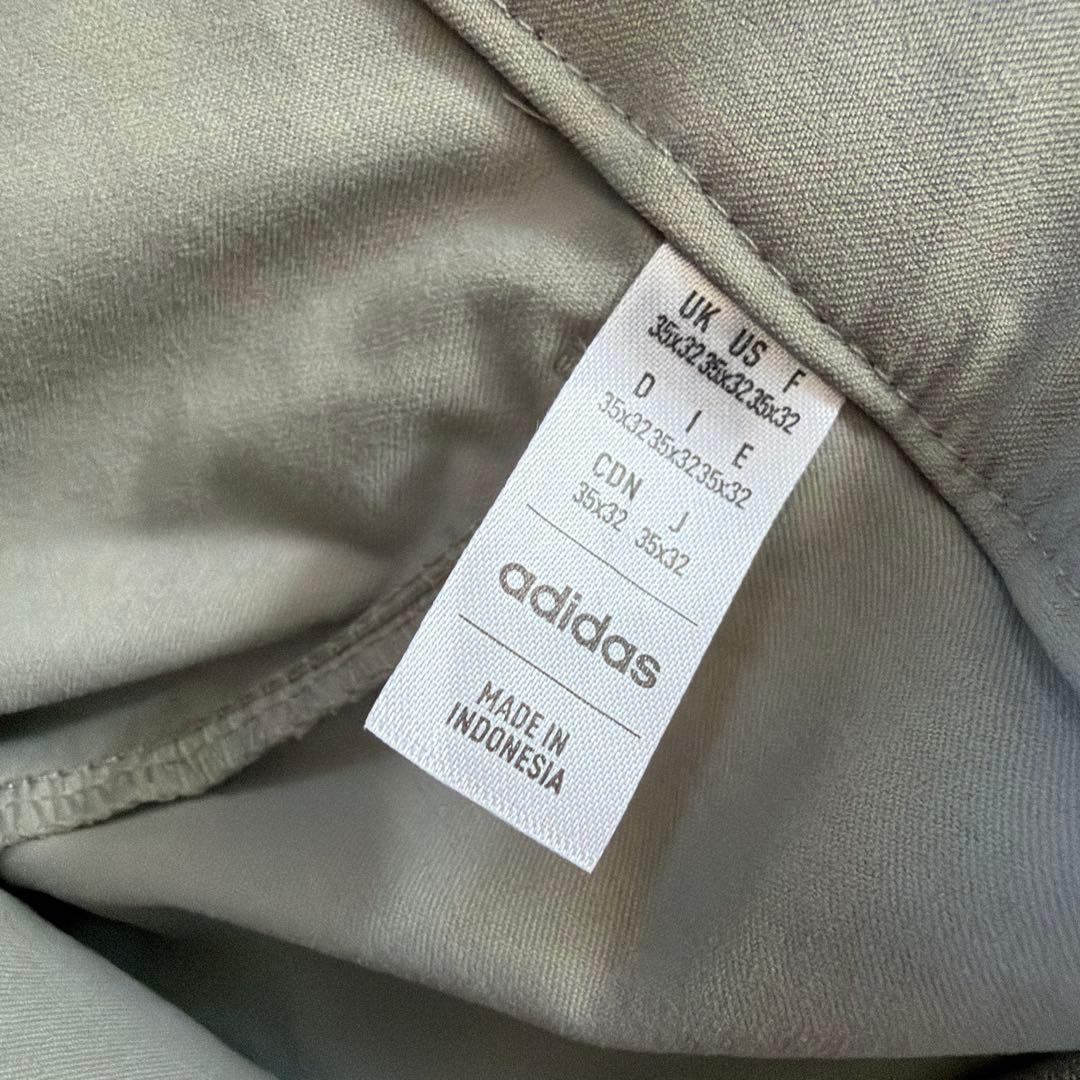 UK US F
35x32 35x32 35x32
D I E
35x32 35x32 35x32
CDN J
35x32 35x32
adidas
MADE IN
INDONESIA